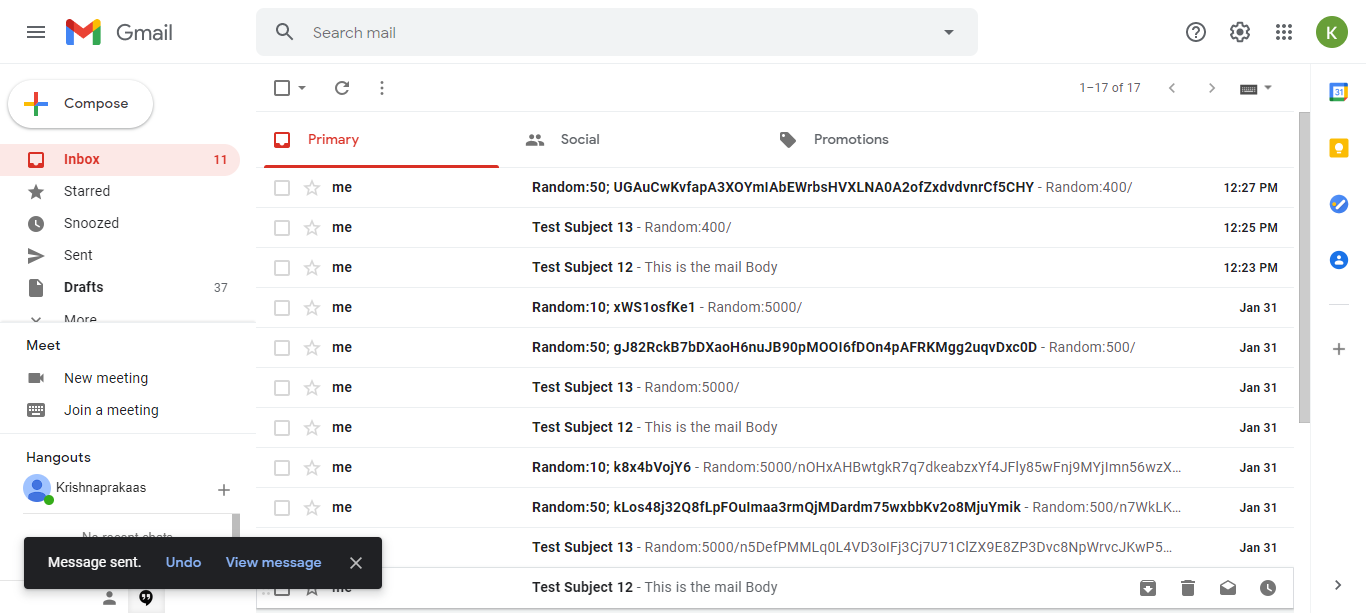 Gmail
Search mail
K
Compose
1–17 of 17
31
Inbox 11
Starred
Snoozed
Sent
Drafts 37
More
Meet
New meeting
Join a meeting
Hangouts
Krishnaprakaas
No recent chats
Primary
Social
Promotions
me Random:50; UGAuCwKvfapA3XOYmIAbEWrbsHVXLNA0A2ofZxdvdvnrCf5CHY - Random:400/ 12:27 PM
me Test Subject 13 - Random:400/ 12:25 PM
me Test Subject 12 - This is the mail Body 12:23 PM
me Random:10; xWS1osfKe1 - Random:5000/ Jan 31
me Random:50; gJ82RckB7bDXaoH6nuJB90pMOOI6fDOn4pAFRKMgg2uqvDxc0D - Random:500/ Jan 31
me Test Subject 13 - Random:5000/ Jan 31
me Test Subject 12 - This is the mail Body Jan 31
me Random:10; k8x4bVojY6 - Random:5000/nOHxAHBwtgkR7q7dkeabzxYf4JFly85wFnj9MYjImn56wzX... Jan 31
me Random:50; kLos48j32Q8fLpFOuImaa3rmQjMDardm75wxbbKv2o8MjuYmik - Random:500/n7WkLK... Jan 31
Test Subject 13 - Random:5000/n5DefPMMLq0L4VD3oIFj3Cj7U71ClZX9E8ZP3Dvc8NpWrvcJKwP5... Jan 31
me Test Subject 12 - This is the mail Body
Message sent. Undo View message